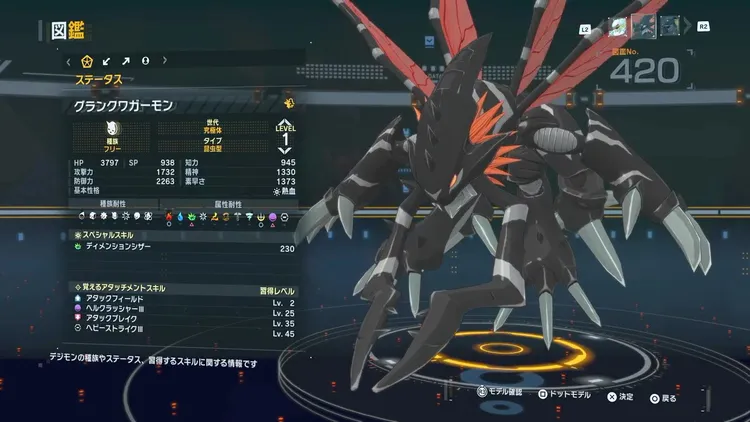 図鑑
L2
R2
図鑑No.
420
ステータス
グランクワガーモン
種族
フリー
世代
究極体
タイプ
昆虫型
LEVEL
1
HP 3797 SP 938 知力 945
攻撃力 1732 精神 1330
防御力 2263 素早さ 1373
基本性格 熱血
種族耐性 属性耐性
スペシャルスキル
ディメンションシザー 230
覚えるアタッチメントスキル 習得レベル
アタックフィールド Lv. 2
ヘルクラッシャーIII Lv. 25
アタックブレイク Lv. 35
ヘビーストライクIII Lv. 45
デジモンの種族やステータス、習得するスキルに関する情報です
R3 モデル確認 ドットモデル 決定 戻る